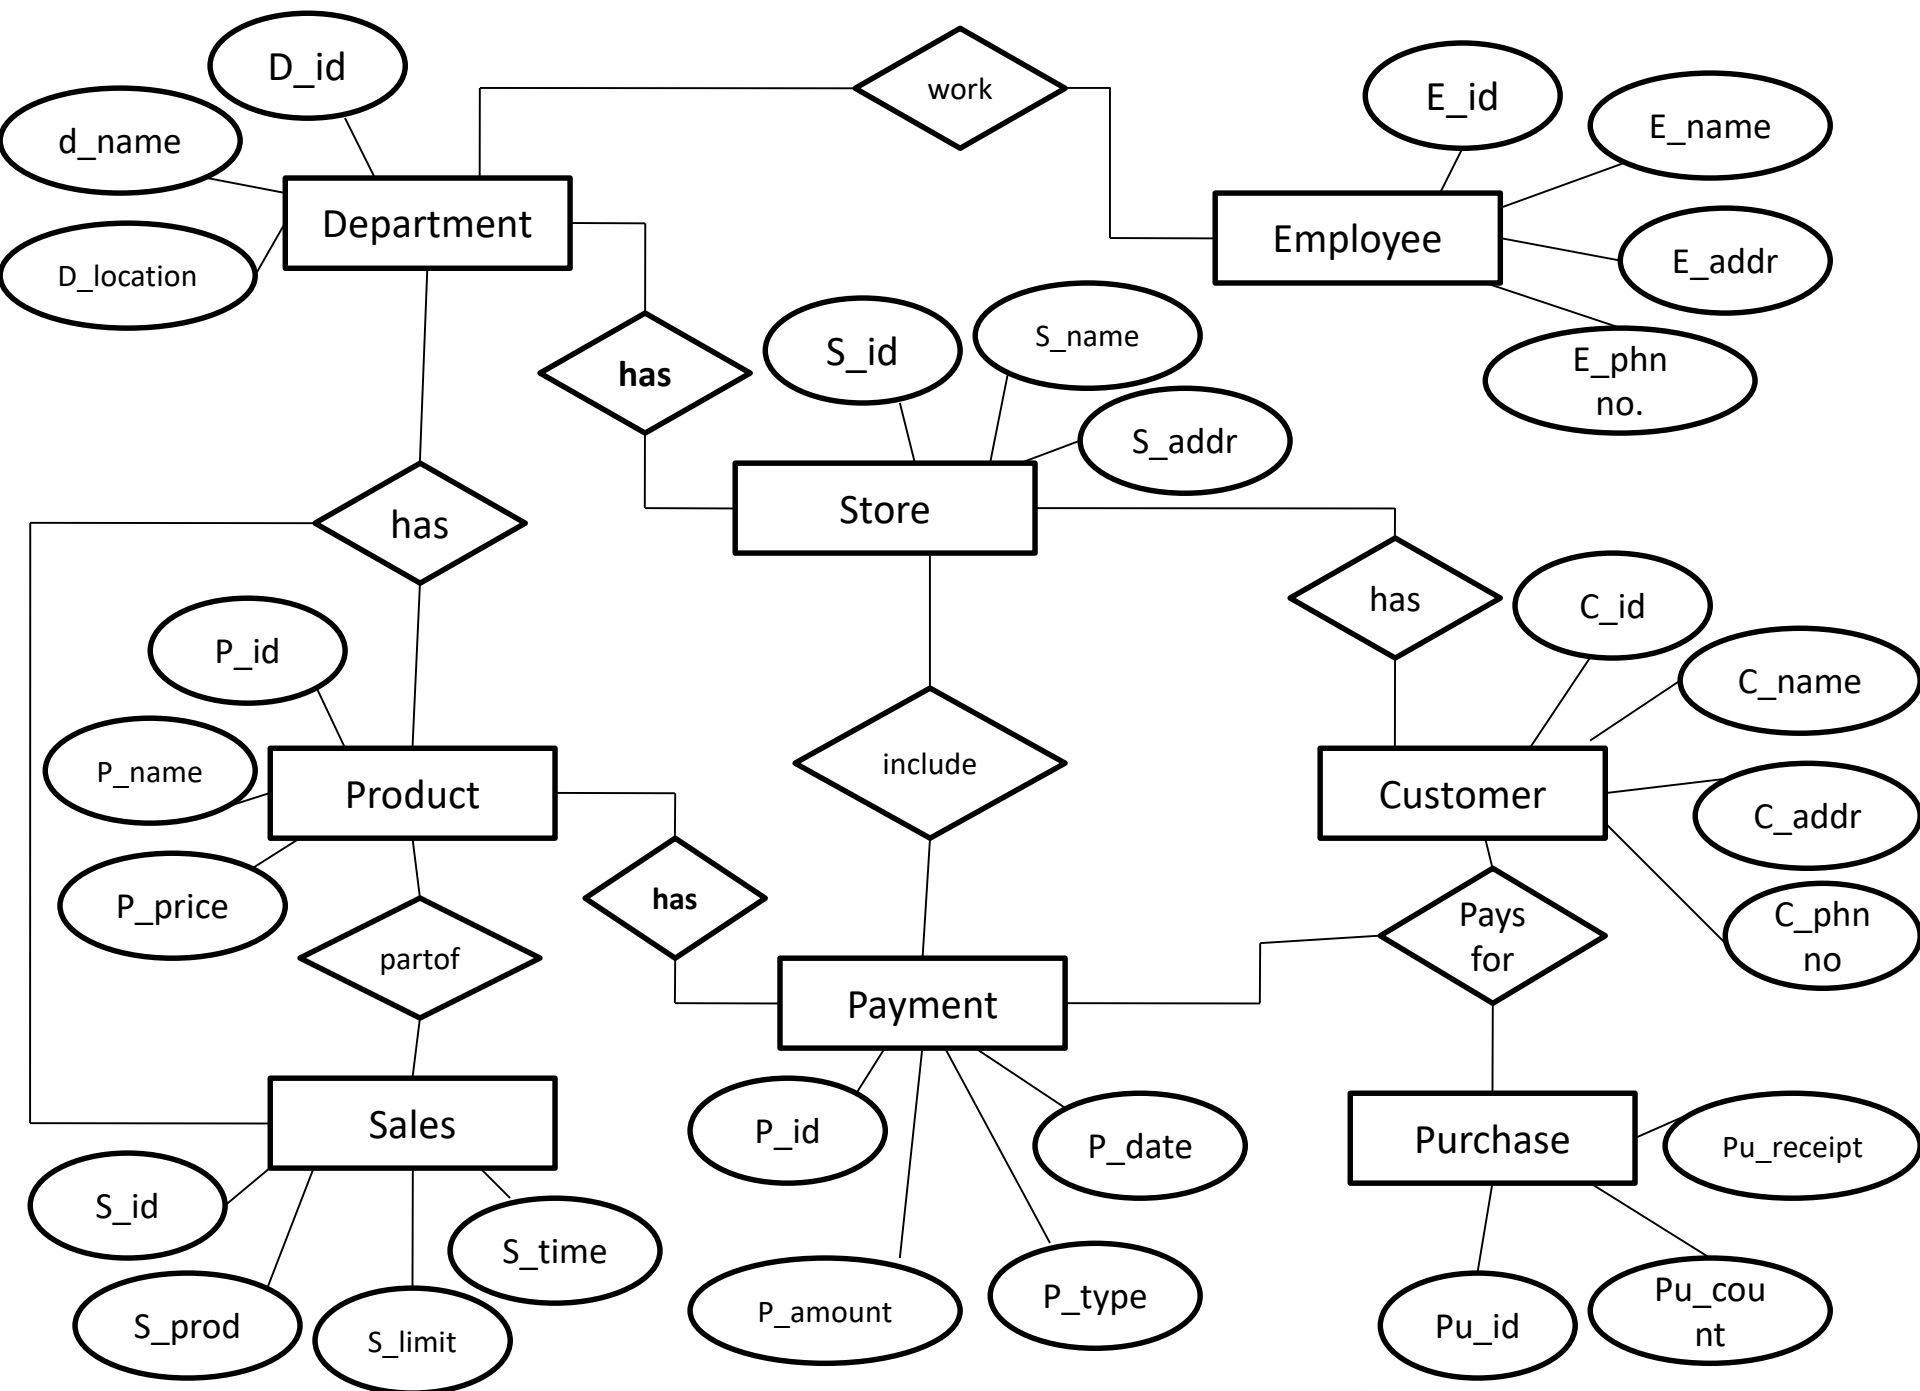 D_id
work
E_id
d_name
E_name
Department
Employee
D_location
E_addr
S_id
S_name
has
E_phn
no.
S_addr
Store
has
has
C_id
P_id
C_name
P_name
Product
include
Customer
C_addr
P_price
has
Pays
for
C_phn
no
partof
Payment
Sales
P_id
P_date
Purchase
Pu_receipt
S_id
S_time
S_prod
S_limit
P_amount
P_type
Pu_id
Pu_cou
nt